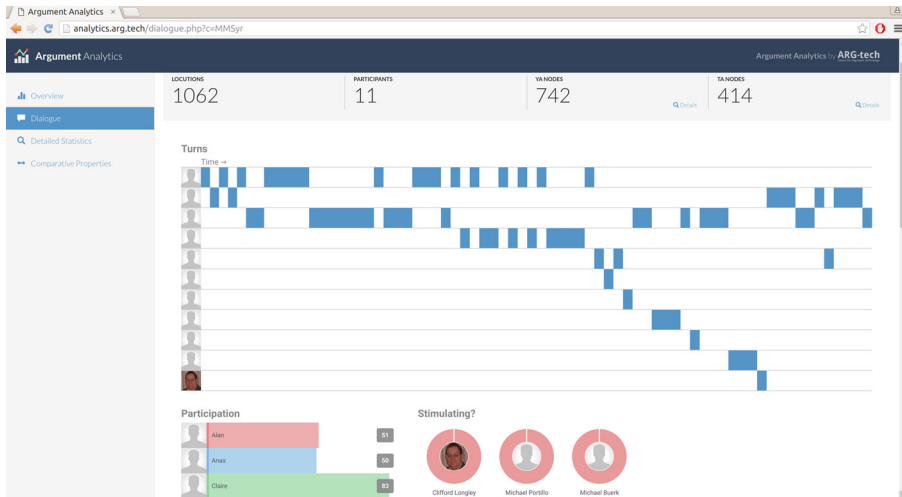 Argument Analytics ×
analytics.arg.tech/dialogue.php?c=MMSyr
Argument Analytics
Argument Analytics by ARG-tech
Overview
Dialogue
Detailed Statistics
Comparative Properties
LOCUTIONS
1062
PARTICIPANTS
11
YA NODES
742
Details
TA NODES
414
Details
Turns
Time →
Participation
Alan
51
Anas
50
Claire
83
Stimulating?
Clifford Longley
Michael Portillo
Michael Buerk